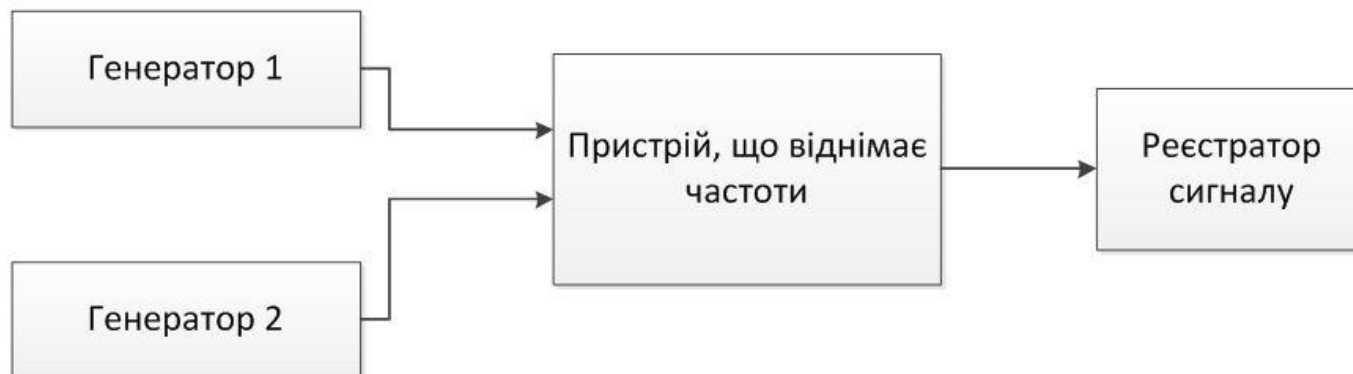 Генератор 1
Генератор 2
Пристрій, що віднімає
частоти
Реєстратор
сигналу